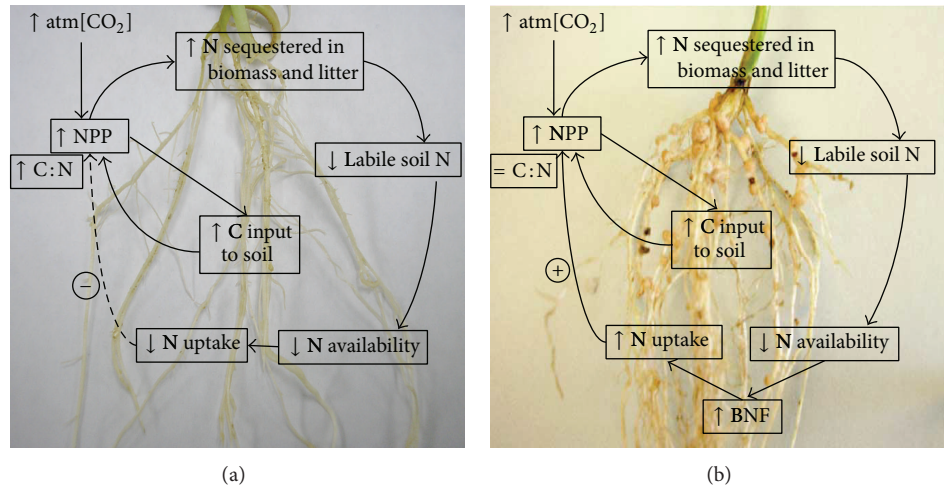 ↑ atm[CO₂]
↑ N sequestered in
biomass and litter
↑ NPP
↑ C:N
↓ Labile soil N
↑ C input
to soil
−
↓ N uptake
↓ N availability
(a)
↑ atm[CO₂]
↑ N sequestered in
biomass and litter
↑ NPP
= C:N
↓ Labile soil N
↑ C input
to soil
+
↑ N uptake
↓ N availability
↑ BNF
(b)